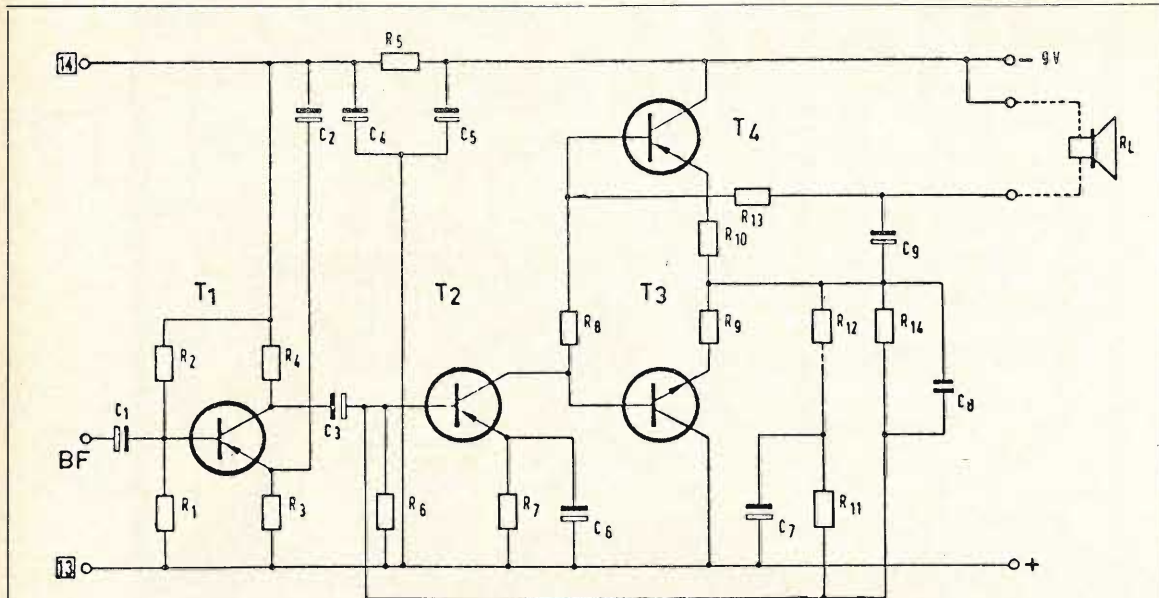 R5
14
- 9V
C2
C4
C5
T4
RL
R13
R10
C9
T1
T2
T3
R2
R4
R8
R9
R12
R14
C1
C3
C8
BF
R1
R3
R6
R7
C6
C7
R11
13
+